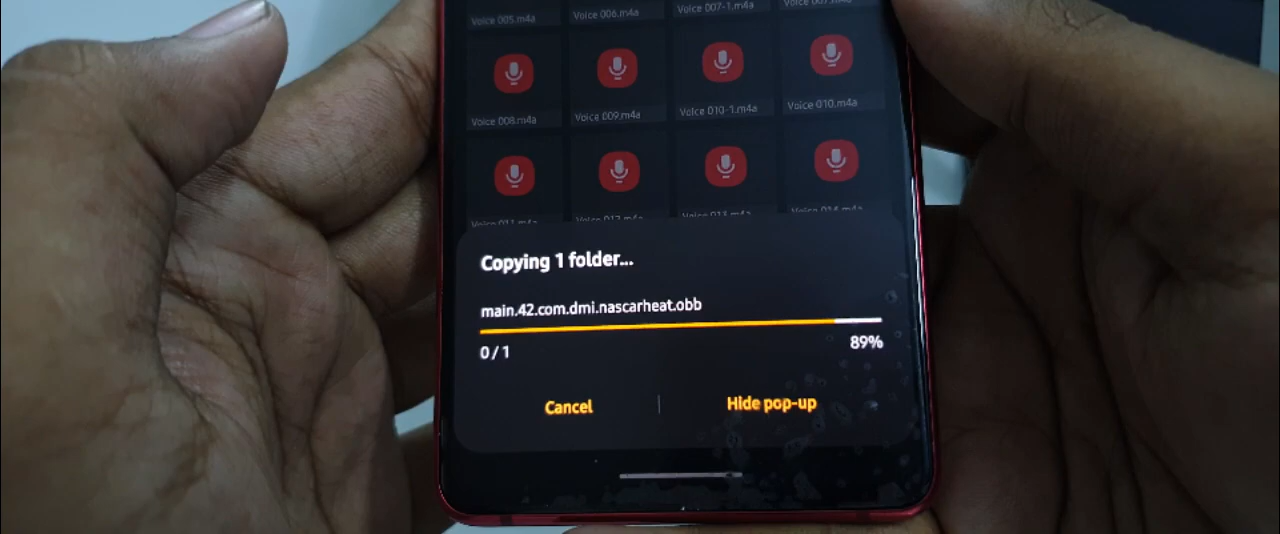 Voice 005.m4a
Voice 006.m4a
Voice 007-1.m4a
Voice 008.m4a
Voice 009.m4a
Voice 010-1.m4a
Voice 010.m4a
Copying 1 folder...
main.42.com.dmi.nascarheat.obb
0 / 1
89%
Cancel
Hide pop-up